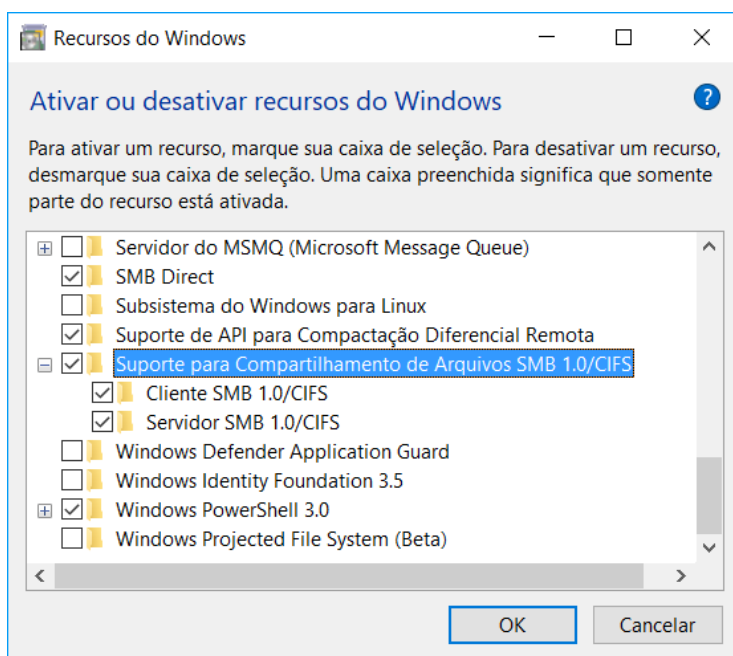 Recursos do Windows
Ativar ou desativar recursos do Windows
?
Para ativar um recurso, marque sua caixa de seleção. Para desativar um recurso,
desmarque sua caixa de seleção. Uma caixa preenchida significa que somente
parte do recurso está ativada.
Servidor do MSMQ (Microsoft Message Queue)
SMB Direct
Subsistema do Windows para Linux
Suporte de API para Compactação Diferencial Remota
Suporte para Compartilhamento de Arquivos SMB 1.0/CIFS
Cliente SMB 1.0/CIFS
Servidor SMB 1.0/CIFS
Windows Defender Application Guard
Windows Identity Foundation 3.5
Windows PowerShell 3.0
Windows Projected File System (Beta)
OK
Cancelar